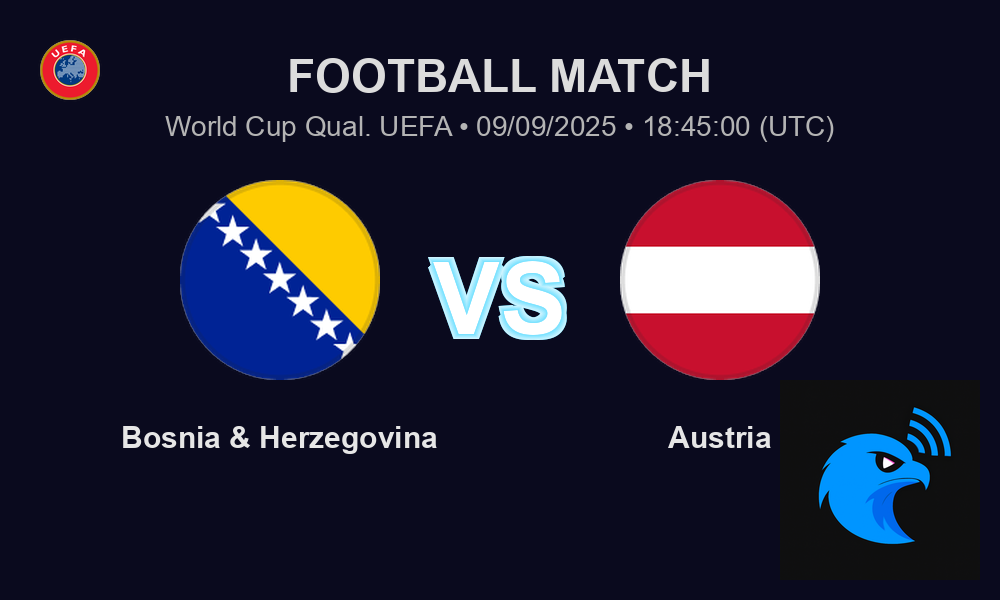 UEFA
FOOTBALL MATCH
World Cup Qual. UEFA • 09/09/2025 • 18:45:00 (UTC)
VS
Bosnia & Herzegovina
Austria